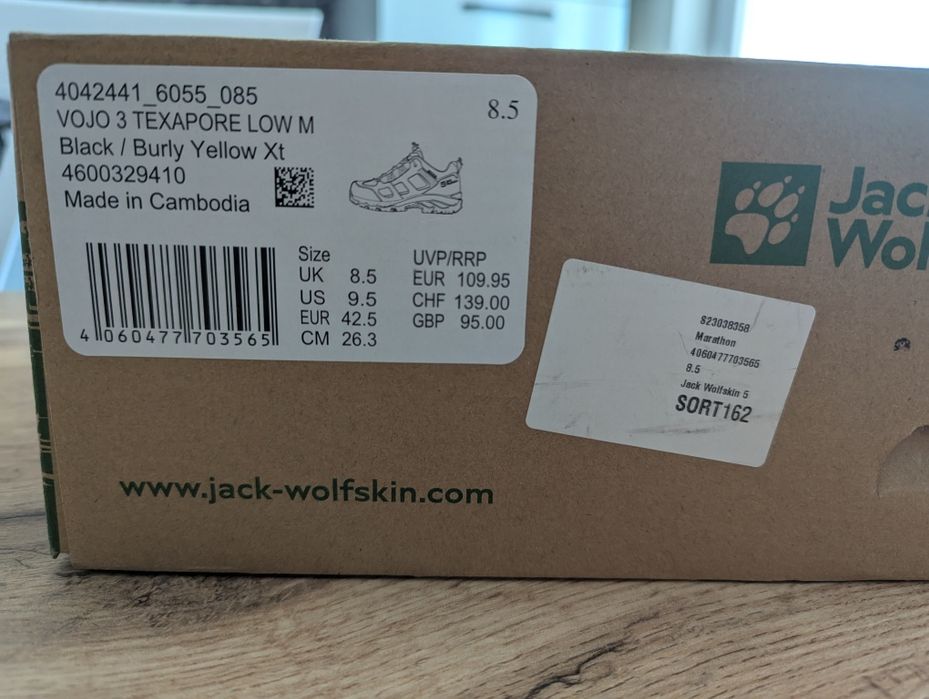 4042441_6055_085
VOJO 3 TEXAPORE LOW M
Black / Burly Yellow Xt
4600329410
Made in Cambodia
8.5
Size
UK 8.5
US 9.5
EUR 42.5
CM 26.3
UVP/RRP
EUR 109.95
CHF 139.00
GBP 95.00
4 060477 703565
Jac
Wol
S23038358
Marathon
4060477703565
8.5
Jack Wolfskin 5
SORT162
www.jack-wolfskin.com